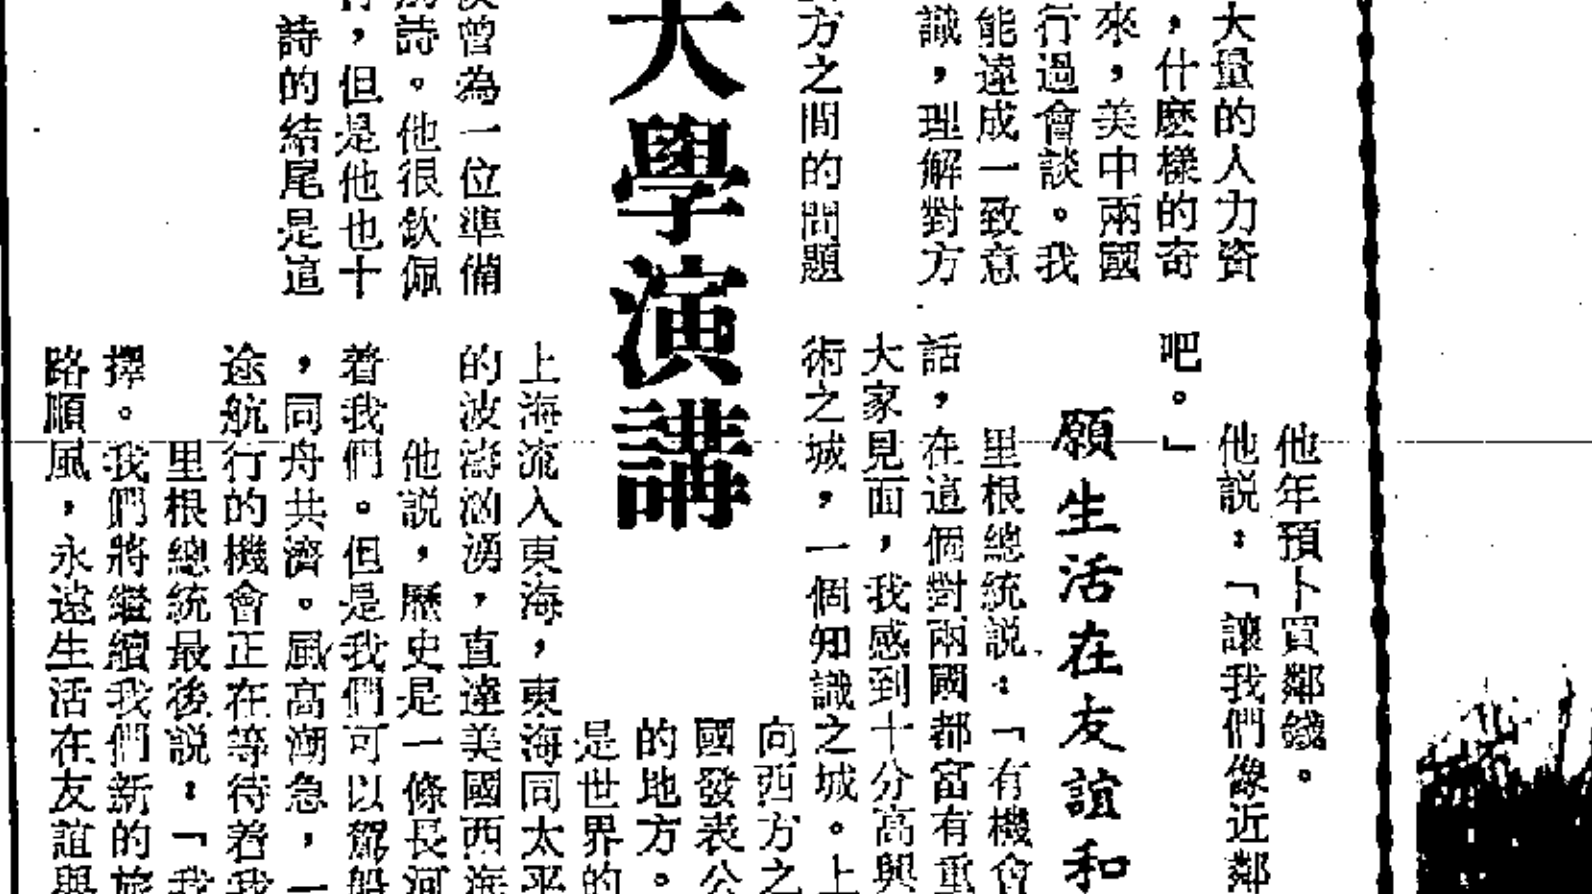 大量的人力資
，什麽樣的奇
來，美中兩國
行過會談。我
能達成一致意
識，理解對方
方之間的問題
大學演講
曾為一位準備
詩。他很欽佩
，但是他也十
詩的結尾是這
他年預卜買鄰錢。
他説：「讓我們像近鄰
吧。」
願生活在友誼和
里根總統説：「有機會
話，在這個對兩國都富有重
大家見面，我感到十分高興
術之城，一個知識之城。上
向西方之
國發表公
的地方。
是世界的
上海流入東海，東海同太平
的波濤洶湧，直達美國西海
他説，歷史是一條長河
着我們。但是我們可以駕船
，同舟共濟。風高潮急，一
途航行的機會正在等待着我
里根總統最後説：「我
擇。我們將繼續我們新的旅
路順風，永遠生活在友誼與